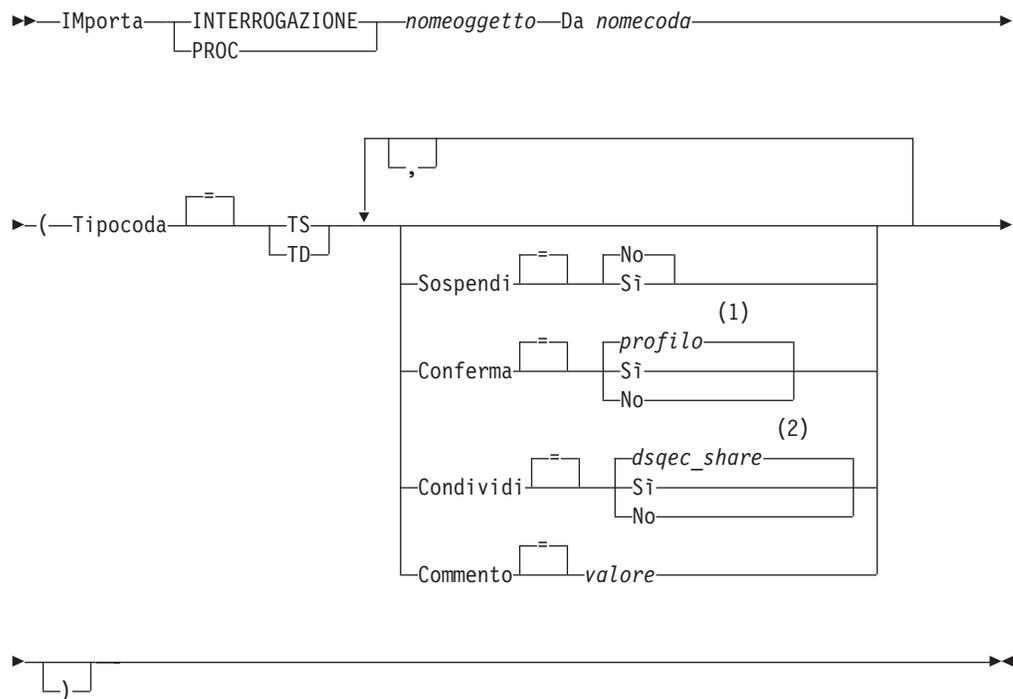 IMporta INTERROGAZIONE nomeoggetto Da nomecoda
PROC
,
( Tipocoda = TS
TD
Sospendi = No
Sì
(1)
Conferma = profilo
Sì
No
(2)
Condividi = dsqec_share
Sì
No
Commento = valore
)